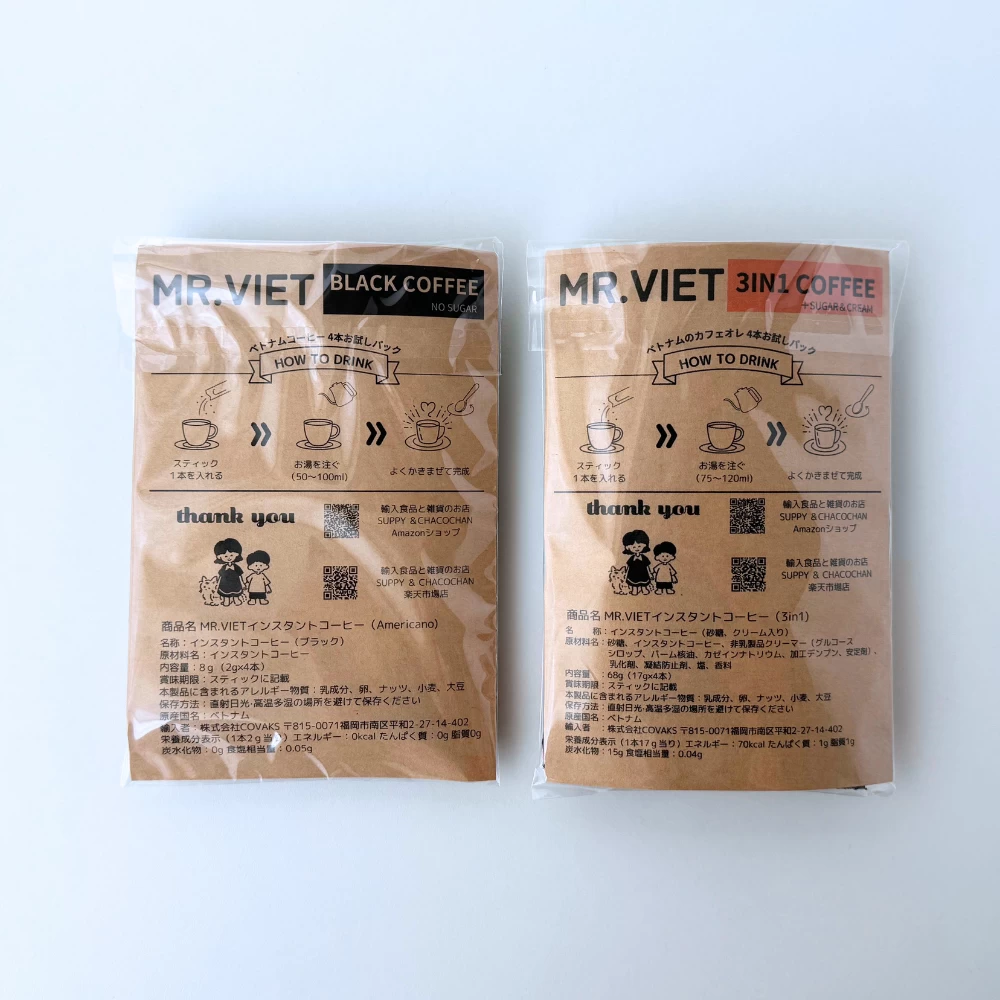 MR.VIET
BLACK COFFEE
NO SUGAR
ベトナムコーヒー 4本お試しパック
HOW TO DRINK
スティック
1本を入れる
お湯を注ぐ
(50〜100ml)
よくかきまぜて完成
thank you
輸入食品と雑貨のお店
SUPPY & CHACOCHAN
Amazonショップ
輸入食品と雑貨のお店
SUPPY & CHACOCHAN
楽天市場店
商品名 MR.VIETインスタントコーヒー（Americano）
名称：インスタントコーヒー（ブラック）
原材料名：インスタントコーヒー
内容量：8g（2g×4本）
賞味期限：スティックに記載
本製品に含まれるアレルギー物質：乳成分、卵、ナッツ、小麦、大豆
保存方法：直射日光・高温多湿の場所を避けて保存ください
原産国名：ベトナム
輸入者：株式会社COVAKS 〒815-0071福岡市南区平和2-27-14-402
栄養成分表示（1本2g当り）エネルギー：0kcal たんぱく質：0g 脂質0g
炭水化物：0g 食塩相当量：0.05g
MR.VIET
3IN1 COFFEE
+SUGAR&CREAM
ベトナムのカフェオレ 4本お試しパック
HOW TO DRINK
スティック
1本を入れる
お湯を注ぐ
(75〜120ml)
よくかきまぜて完成
thank you
輸入食品と雑貨のお店
SUPPY & CHACOCHAN
Amazonショップ
輸入食品と雑貨のお店
SUPPY & CHACOCHAN
楽天市場店
商品名 MR.VIETインスタントコーヒー（3in1）
名　称：インスタントコーヒー（砂糖、クリーム入り）
原材料名：砂糖、インスタントコーヒー、非乳製品クリーマー（グルコース
シロップ、パーム核油、カゼインナトリウム、加工デンプン、安定剤）、
乳化剤、凝結防止剤、塩、香料
内容量：68g（17g×4本）
賞味期限：スティックに記載
本製品に含まれるアレルギー物質：乳成分、卵、ナッツ、小麦、大豆
保存方法：直射日光・高温多湿の場所を避けて保存ください
原産国名：ベトナム
輸入者：株式会社COVAKS 〒815-0071福岡市南区平和2-27-14-402
栄養成分表示（1本17g当り）エネルギー：70kcal たんぱく質：1g 脂質1g
炭水化物：15g 食塩相当量：0.04g